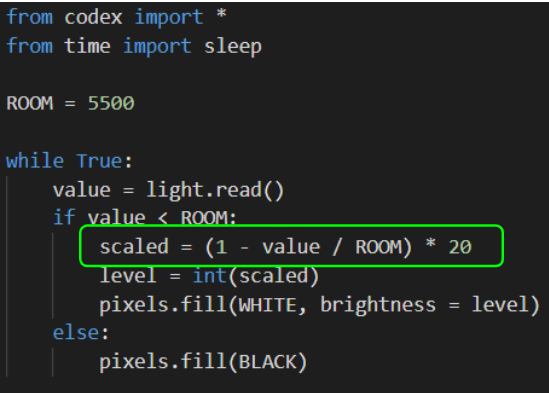 from codex import *
from time import sleep
ROOM = 5500
while True:
value = light.read()
if value < ROOM:
scaled = (1 - value / ROOM) * 20
level = int(scaled)
pixels.fill(WHITE, brightness = level)
else:
pixels.fill(BLACK)